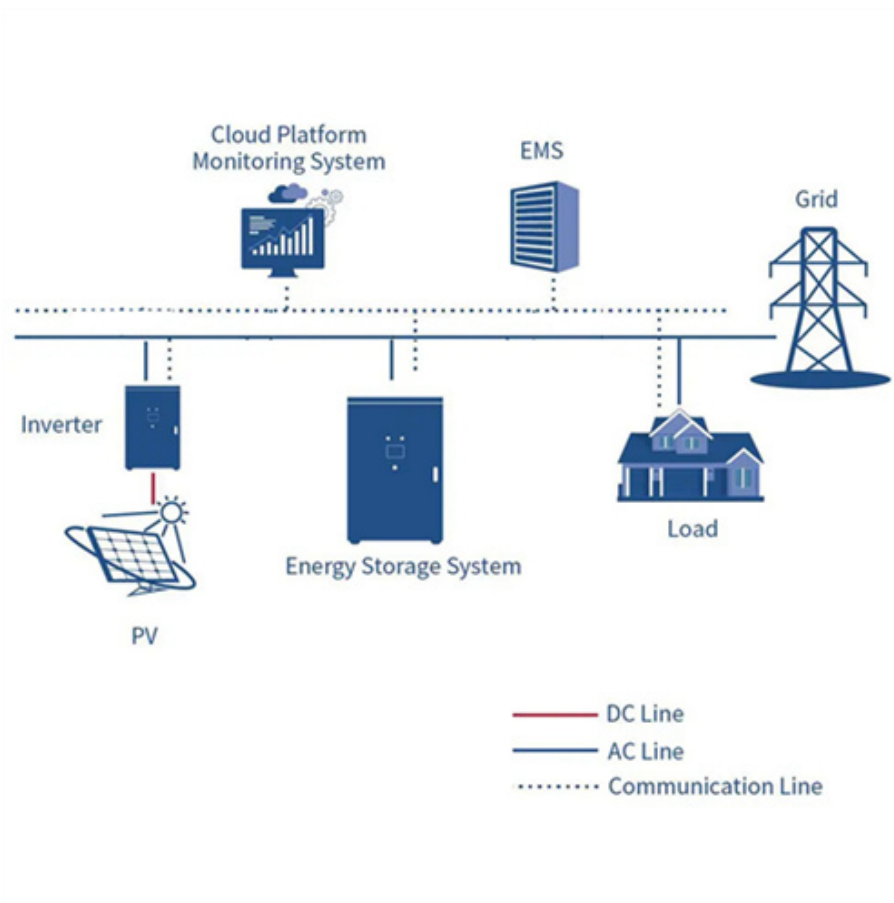 Cloud Platform
Monitoring System
EMS
Grid
Inverter
Load
Energy Storage System
PV
DC Line
AC Line
Communication Line